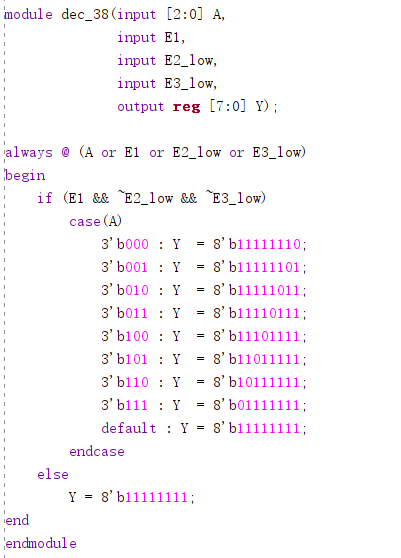 module dec_38(input [2:0] A,
input E1,
input E2_low,
input E3_low,
output reg [7:0] Y);
always @ (A or E1 or E2_low or E3_low)
begin
if (E1 && ~E2_low && ~E3_low)
case(A)
3'b000 : Y = 8'b11111110;
3'b001 : Y = 8'b11111101;
3'b010 : Y = 8'b11111011;
3'b011 : Y = 8'b11110111;
3'b100 : Y = 8'b11101111;
3'b101 : Y = 8'b11011111;
3'b110 : Y = 8'b10111111;
3'b111 : Y = 8'b01111111;
default : Y = 8'b11111111;
endcase
else
Y = 8'b11111111;
end
endmodule